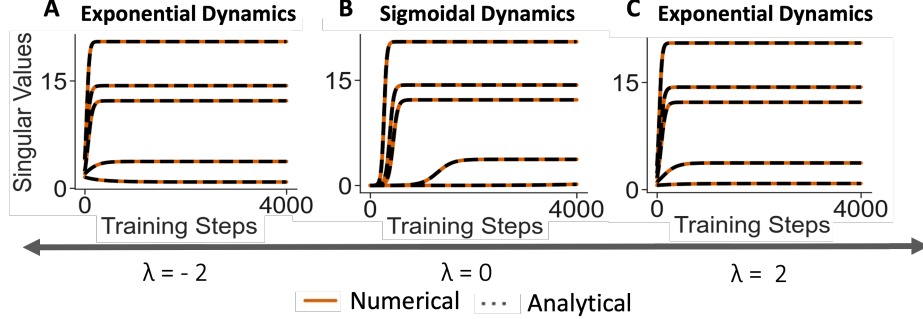 A Exponential Dynamics
B Sigmoidal Dynamics
C Exponential Dynamics
Singular Values
15
0
0
4000
Training Steps
15
0
0
4000
Training Steps
15
0
0
4000
Training Steps
λ = - 2
λ = 0
λ = 2
Numerical
Analytical